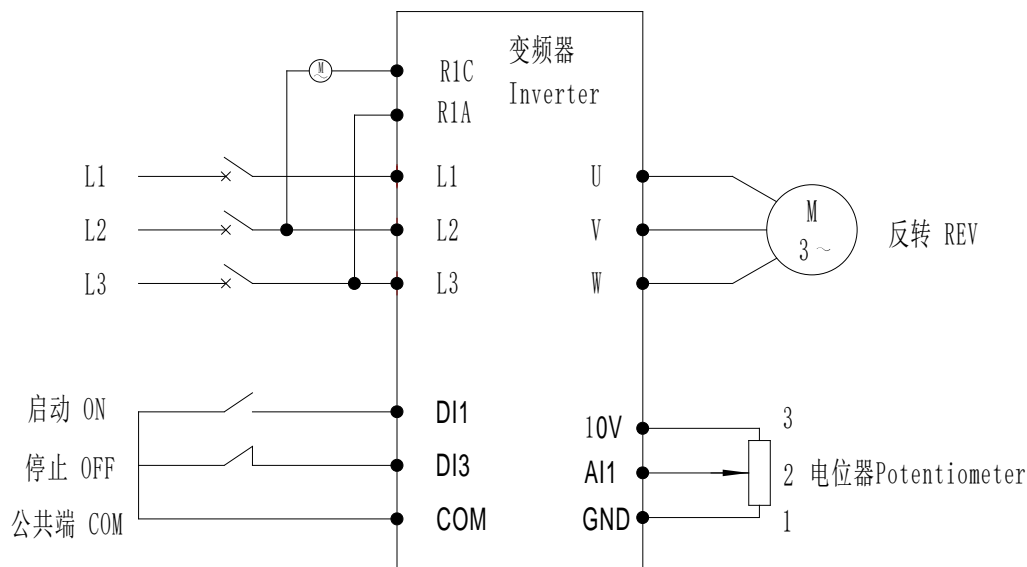 变频器
Inverter
M
~
R1C
R1A
L1
L1
U
L2
L2
V
L3
L3
W
M
3~
反转 REV
启动 ON
DI1
停止 OFF
DI3
公共端 COM
COM
10V
3
AI1
2
电位器Potentiometer
GND
1